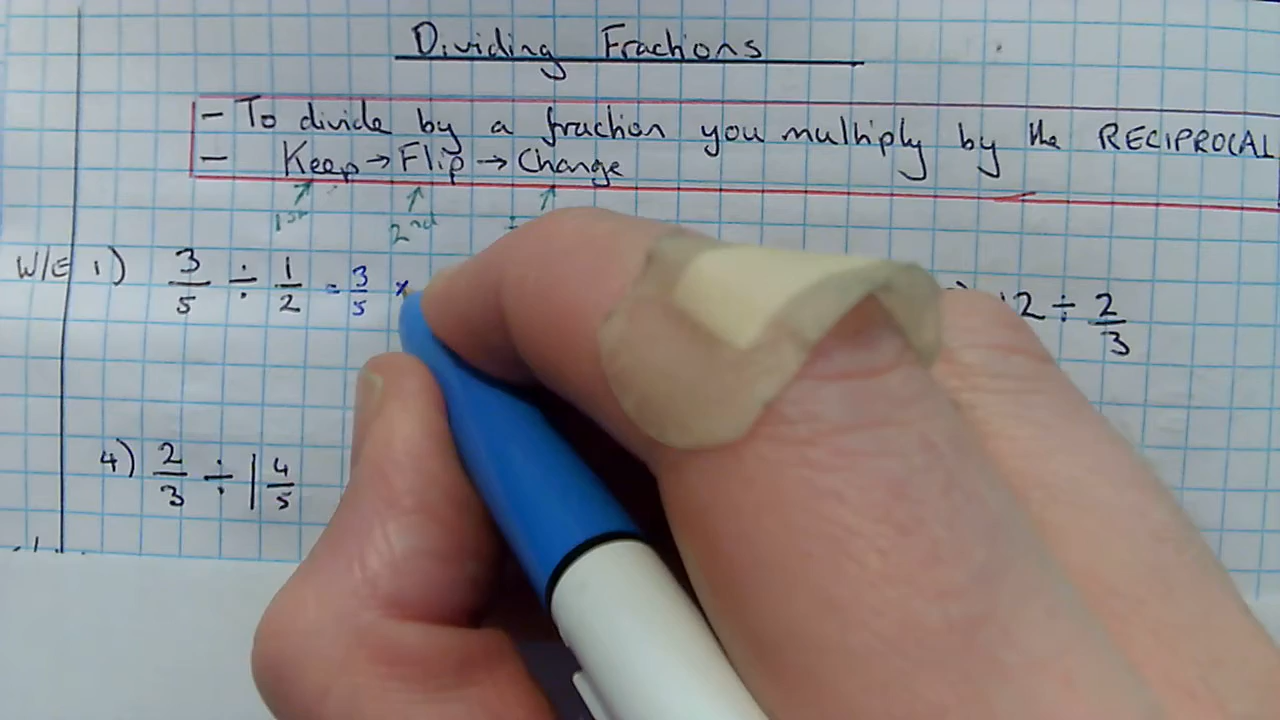 Dividing Fractions
- To divide by a fraction you multiply by the RECIPROCAL
- Keep → Flip → Change
1st 2nd ÷
W/E 1) 3/5 ÷ 1/2 = 3/5 × 12 ÷ 2/3
4) 2/3 ÷ 1 4/5